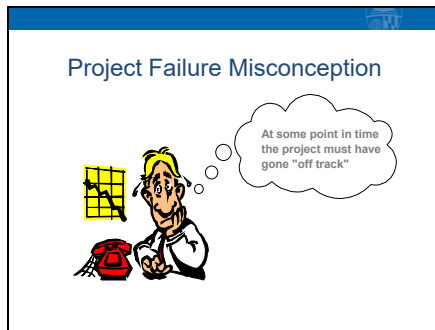 Project Failure Misconception
At some point in time
the project must have
gone "off track"